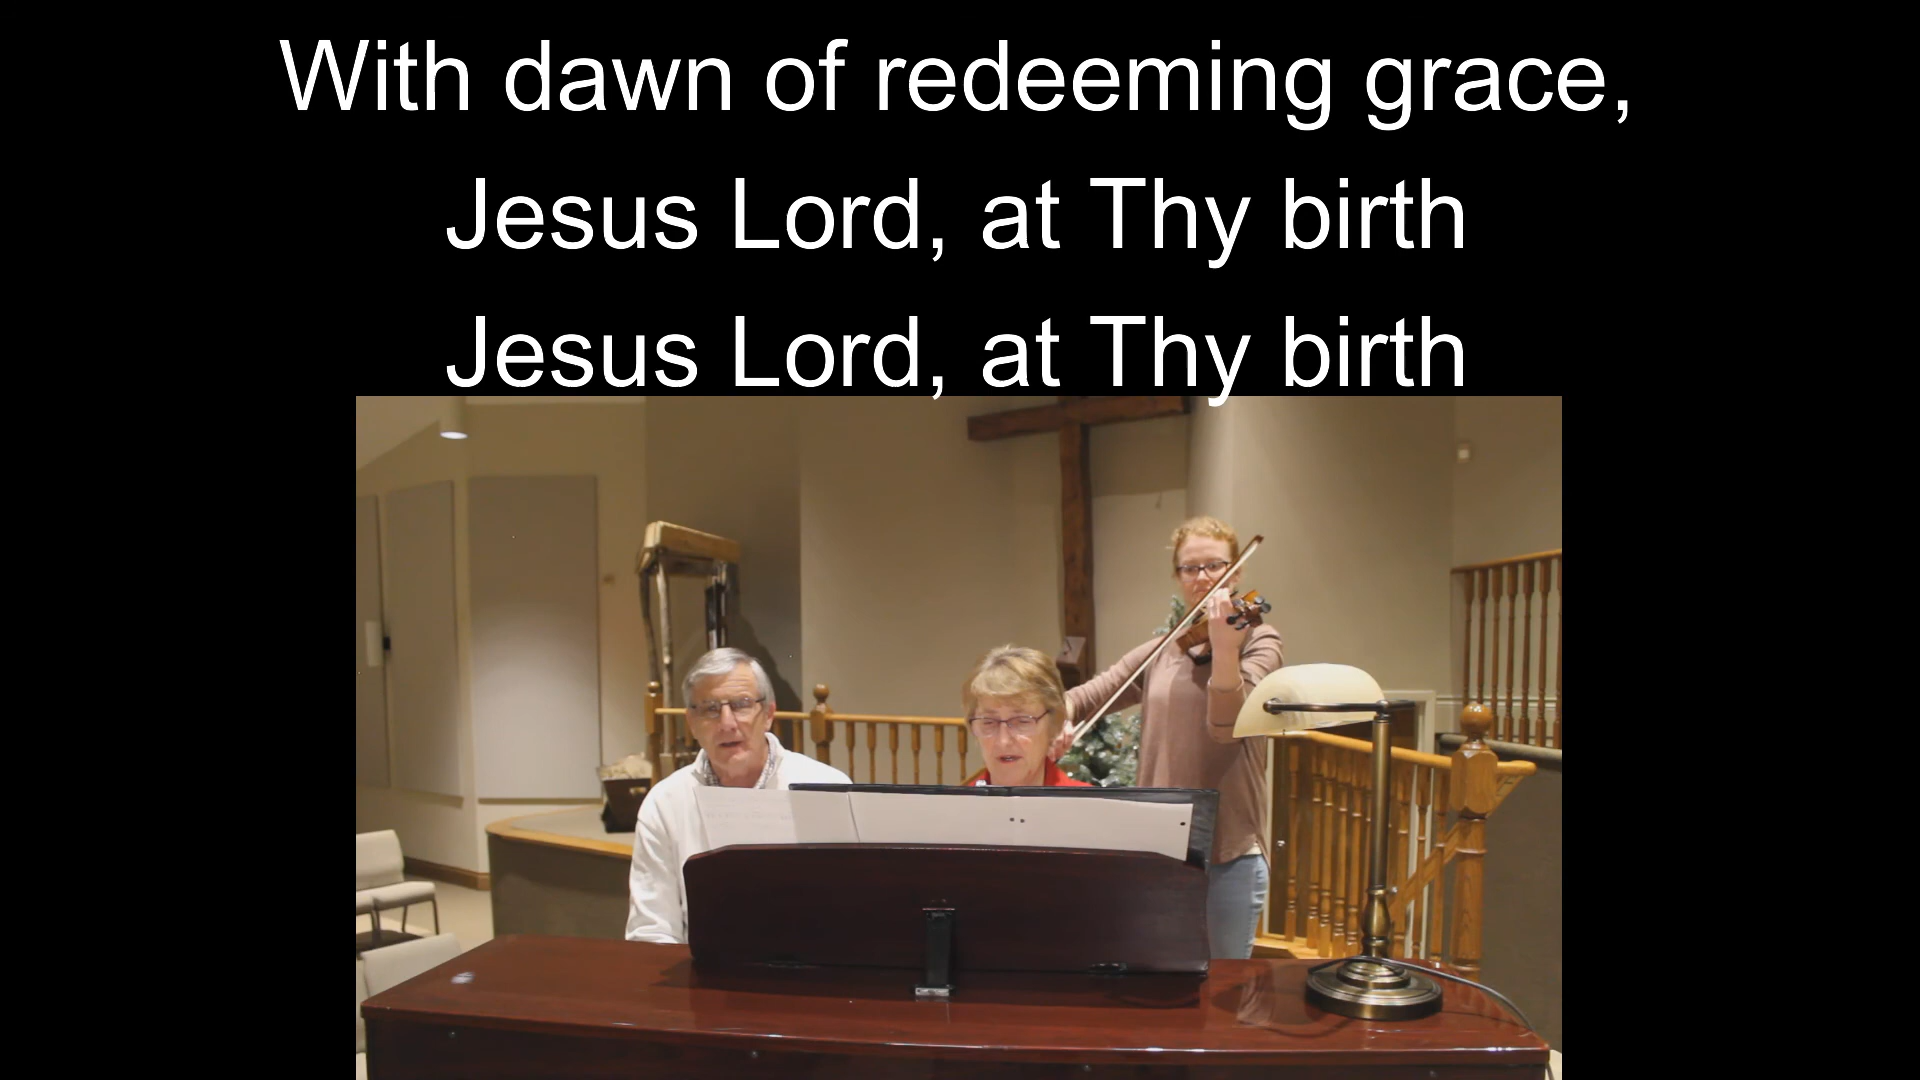 With dawn of redeeming grace,
Jesus Lord, at Thy birth
Jesus Lord, at Thy birth